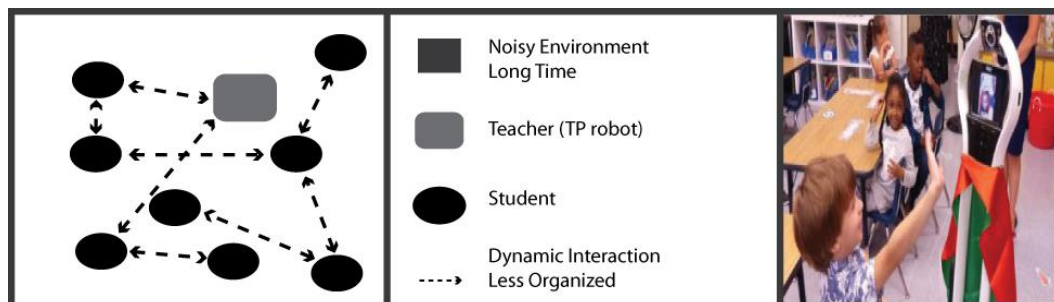 Noisy Environment
Long Time
Teacher (TP robot)
Student
Dynamic Interaction
Less Organized